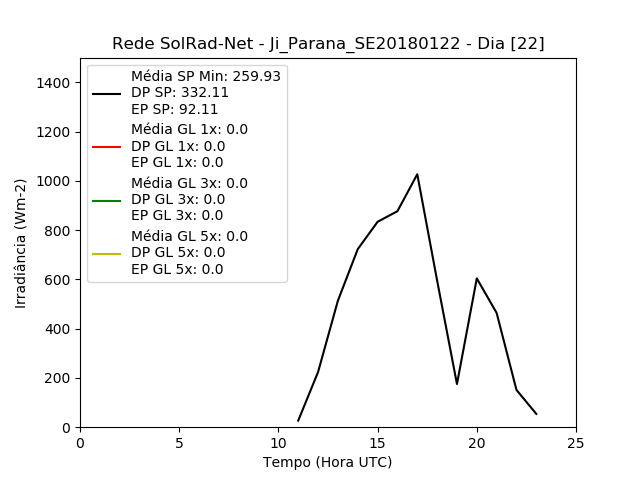 Rede SolRad-Net - Ji_Parana_SE20180122 - Dia [22]
Média SP Min: 259.93
DP SP: 332.11
EP SP: 92.11
Média GL 1x: 0.0
DP GL 1x: 0.0
EP GL 1x: 0.0
Média GL 3x: 0.0
DP GL 3x: 0.0
EP GL 3x: 0.0
Média GL 5x: 0.0
DP GL 5x: 0.0
EP GL 5x: 0.0
Irradiância (Wm-2)
1400
1200
1000
800
600
400
200
0
0 5 10 15 20 25
Tempo (Hora UTC)